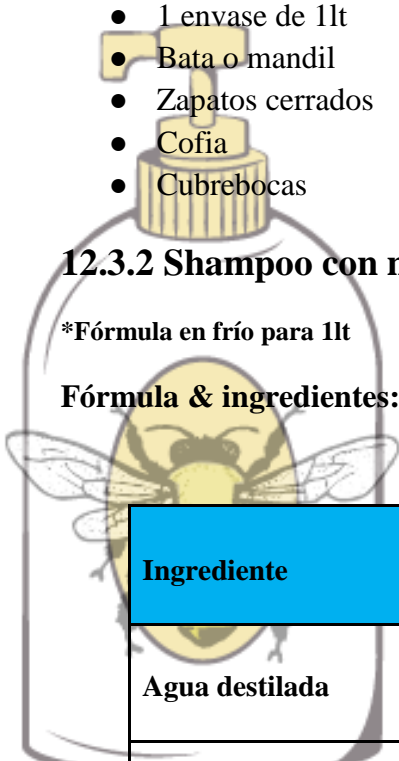 ● 1 envase de 1lt
● Bata o mandil
● Zapatos cerrados
● Cofia
● Cubrebocas
12.3.2 Shampoo con
*Fórmula en frío para 1lt
Fórmula & ingredientes:
Ingrediente
Agua destilada